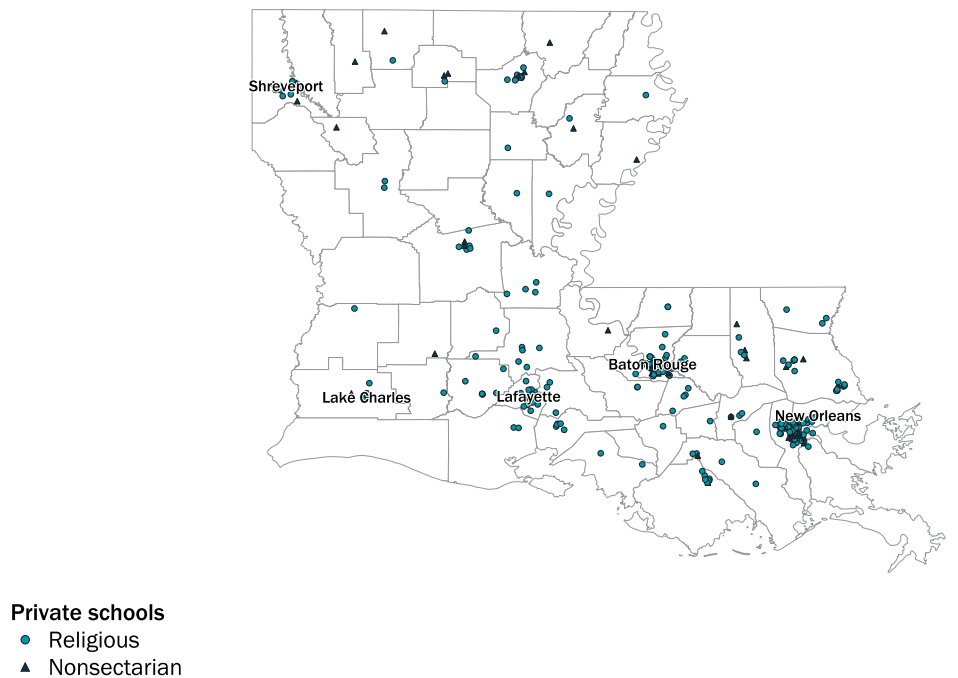 Shreveport
Baton Rouge
Lake Charles
Lafayette
New Orleans
Private schools
Religious
Nonsectarian